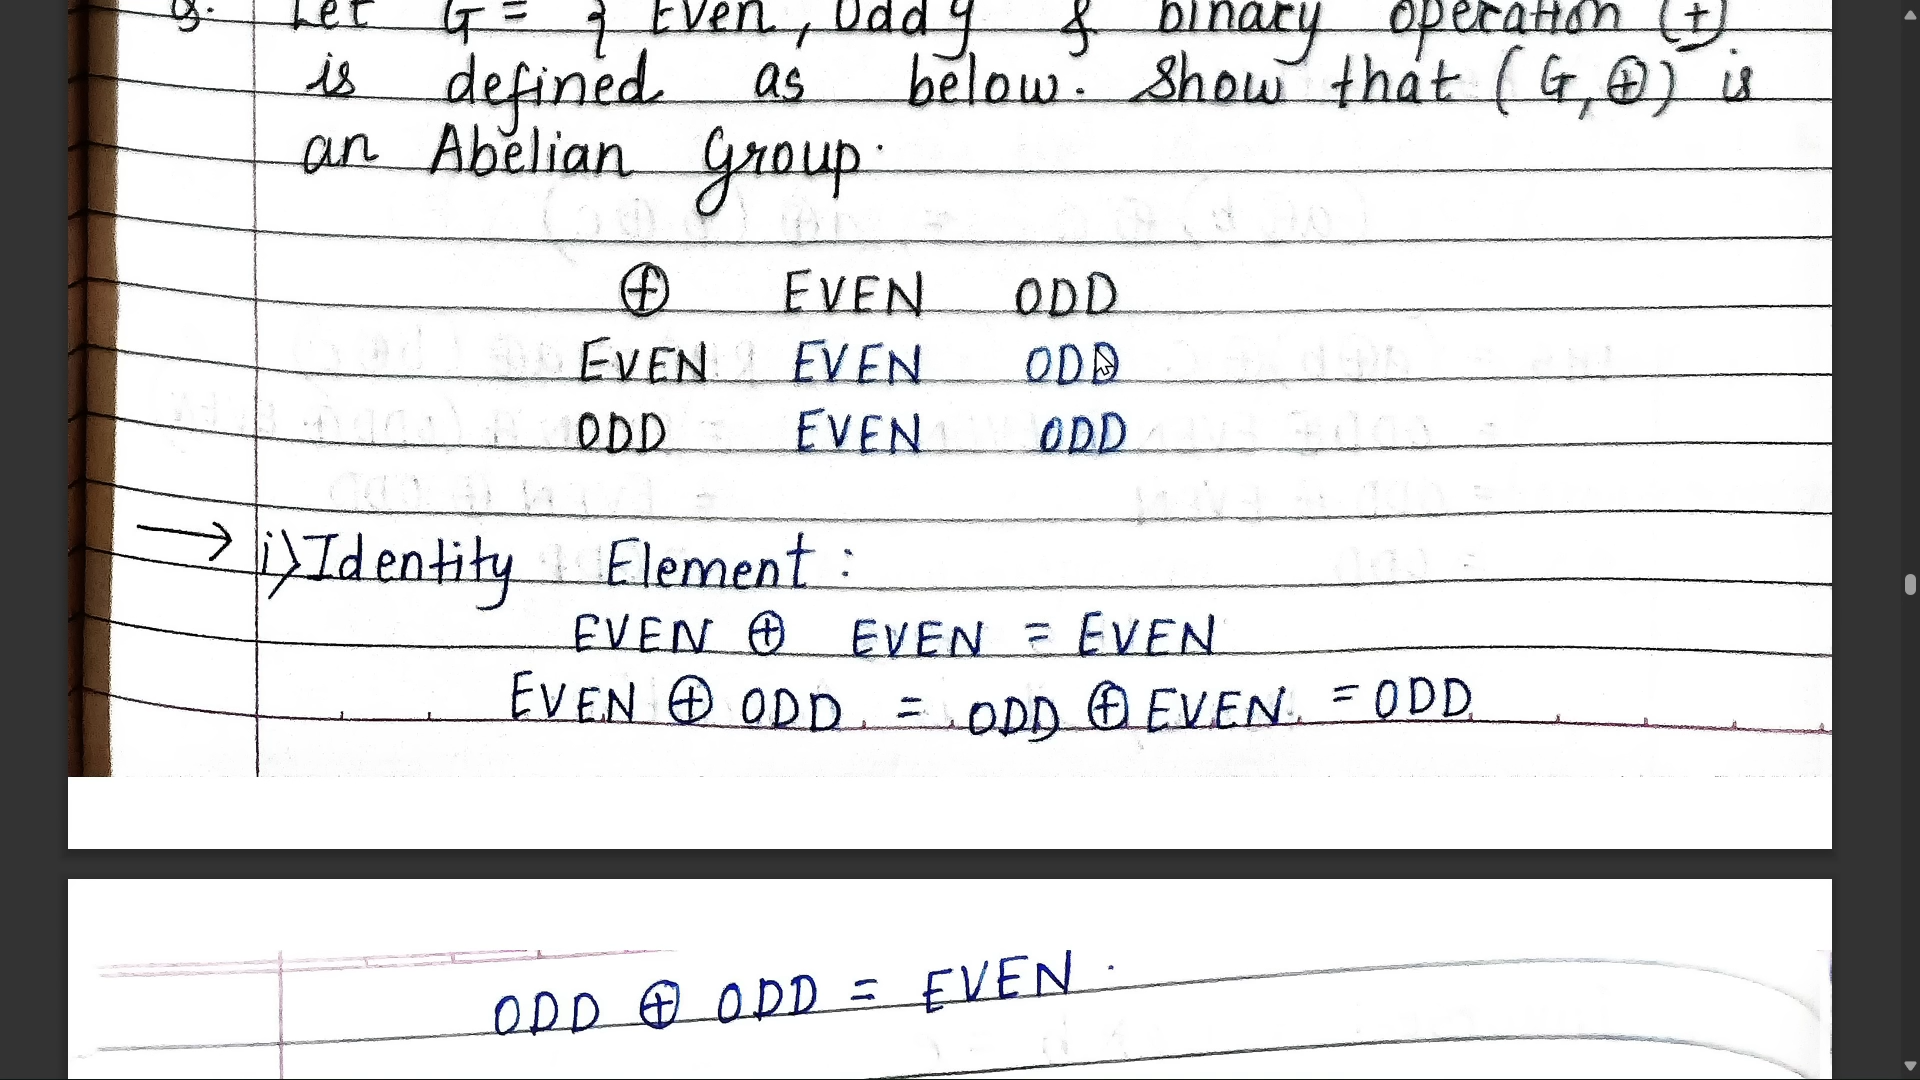 Q. Let G = { Even, Odd } & binary operation (+)
is defined as below. Show that (G, ⊕) is
an Abelian Group.
⊕ EVEN ODD
EVEN EVEN ODD
ODD EVEN ODD
→ i) Identity Element :
EVEN ⊕ EVEN = EVEN
EVEN ⊕ ODD = ODD ⊕ EVEN = ODD
ODD ⊕ ODD = EVEN.